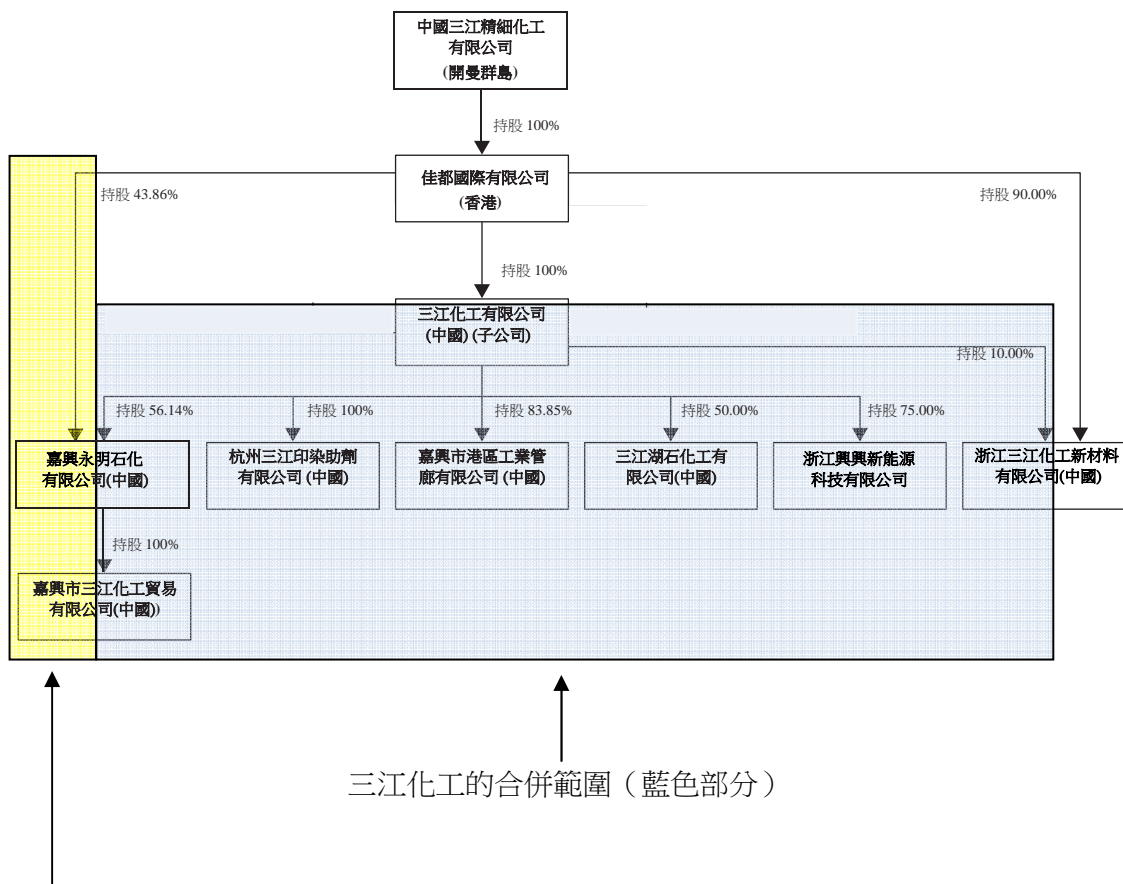 中國三江精細化工
有限公司
(開曼群島)
持股 100%
佳都國際有限公司
(香港)
持股 43.86%
持股 90.00%
持股 100%
三江化工有限公司
(中國) (子公司)
持股 10.00%
持股 56.14%
持股 100%
持股 83.85%
持股 50.00%
持股 75.00%
嘉興永明石化
有限公司(中國)
杭州三江印染助劑
有限公司 (中國)
嘉興市港區工業管
廊有限公司 (中國)
三江湖石化工有
限公司(中國)
浙江興興新能源
科技有限公司
浙江三江化工新材料
有限公司(中國)
持股 100%
嘉興市三江化工貿易
有限公司(中國))
三江化工的合併範圍（藍色部分）